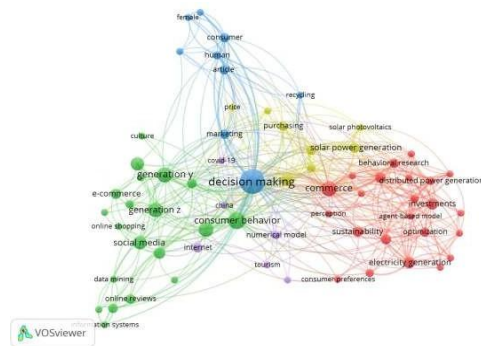 female
consumer
human
article
recycling
price
purchasing
solar photovoltaics
culture
marketing
solar power generation
covid-19
behavioral research
generation y
decision making
commerce
distributed power generation
e-commerce
china
investments
generation z
perception
agent-based model
online shopping
consumer behavior
sustainability
optimization
social media
internet
numerical model
tourism
electricity generation
data mining
consumer preferences
online reviews
information systems
VOSviewer